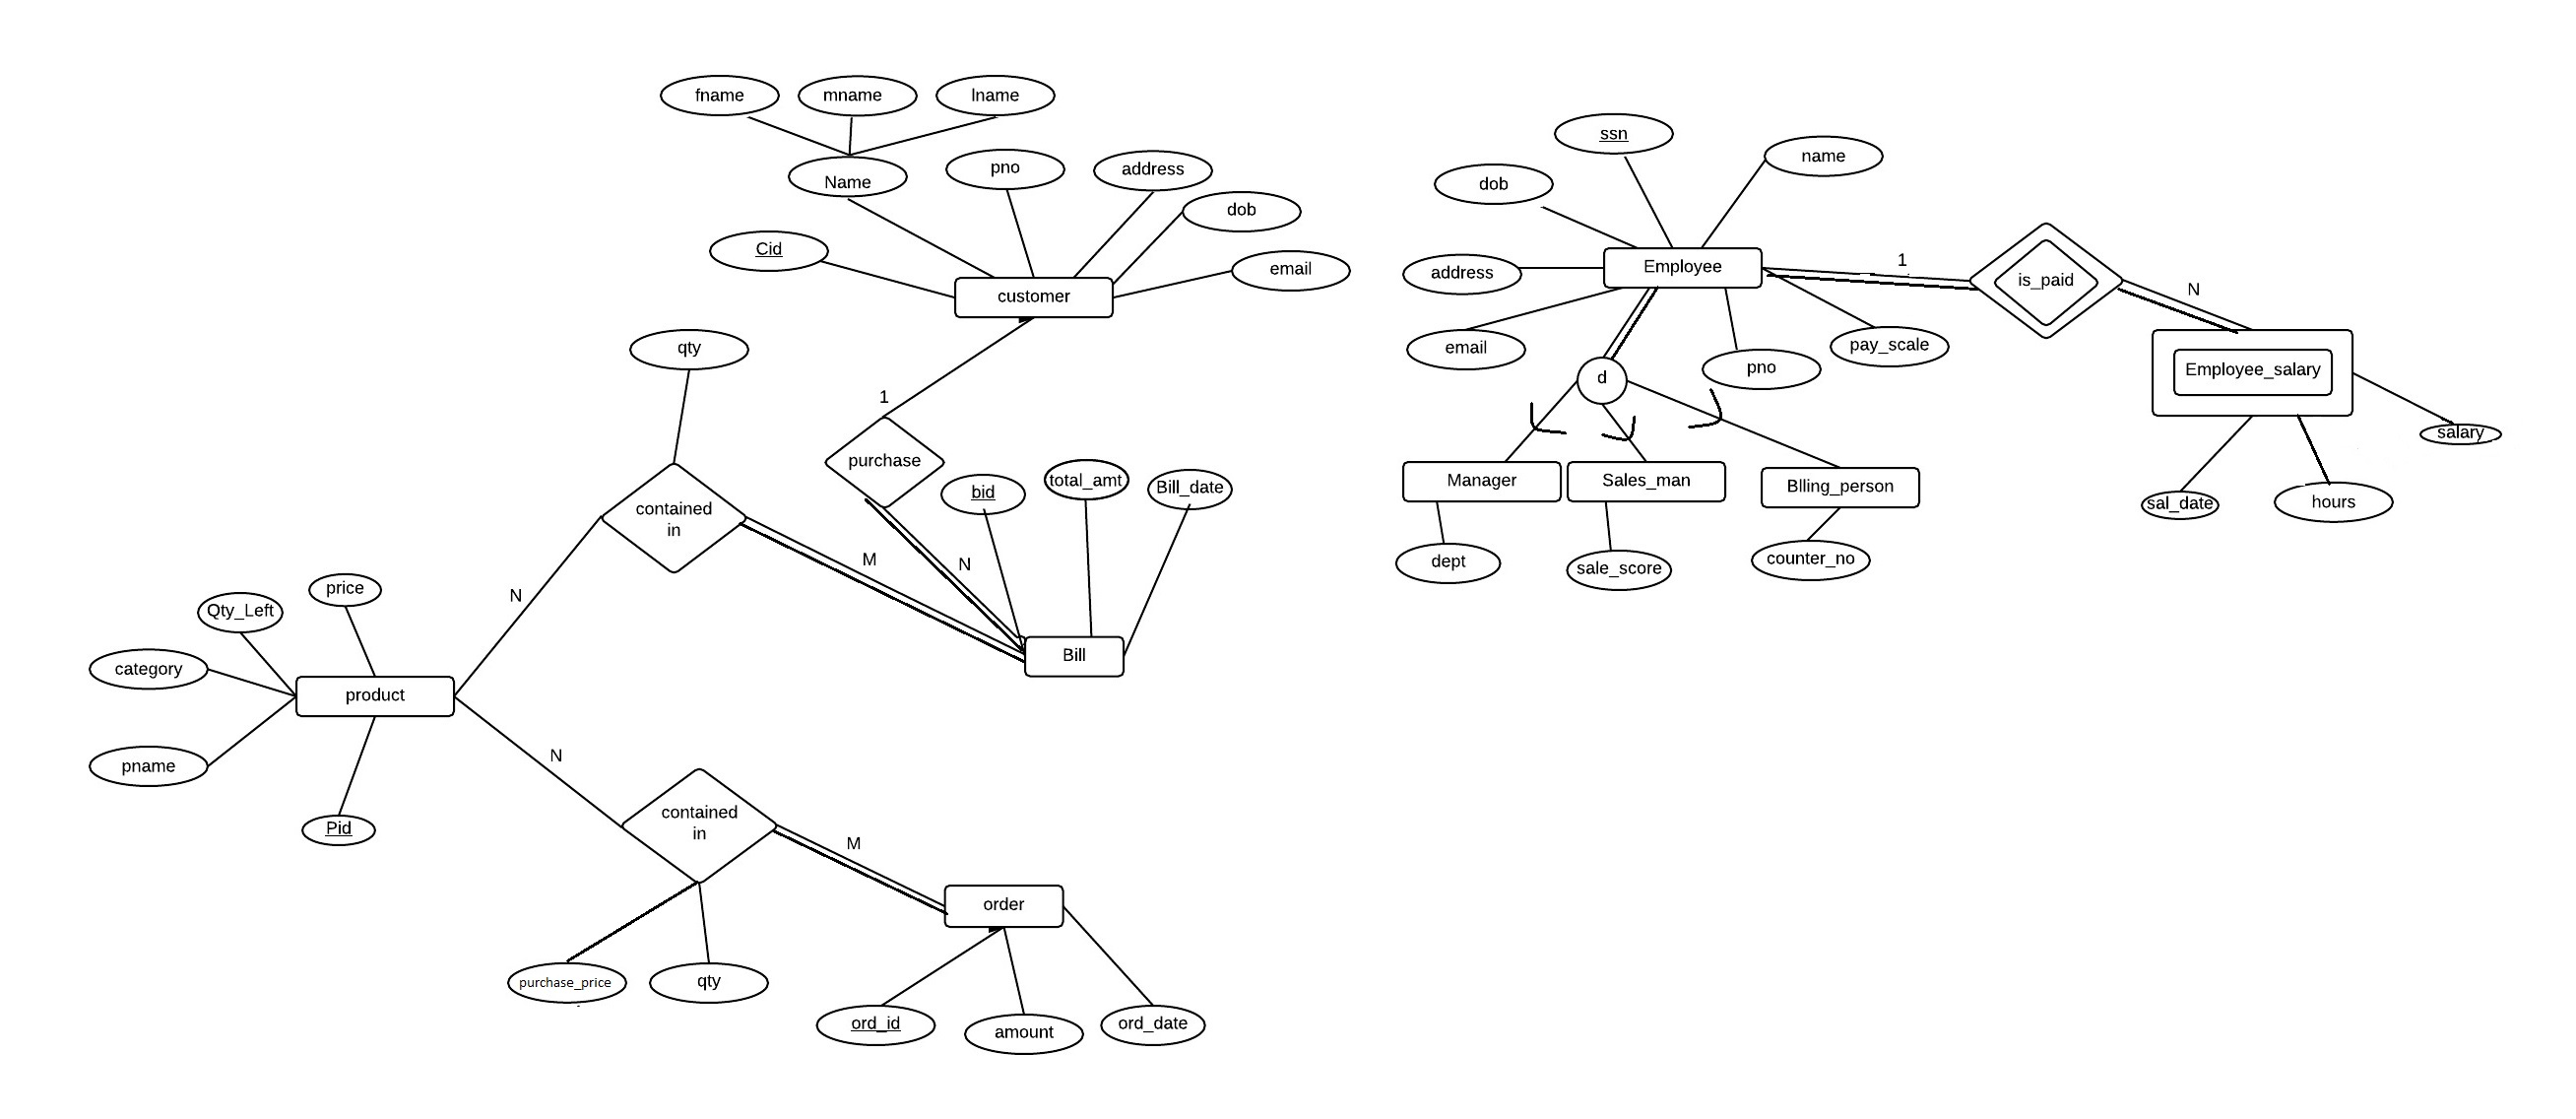 fname
mname
lname
Name
pno
address
dob
Cid
email
customer
qty
1
purchase
contained
in
bid
total_amt
Bill_date
M
N
N
Bill
price
Qty_Left
category
product
pname
Pid
N
contained
in
M
order
purchase_price
qty
ord_id
amount
ord_date
ssn
name
dob
address
Employee
1
is_paid
N
email
pno
pay_scale
d
Employee_salary
salary
sal_date
hours
Manager
Sales_man
BIling_person
dept
sale_score
counter_no